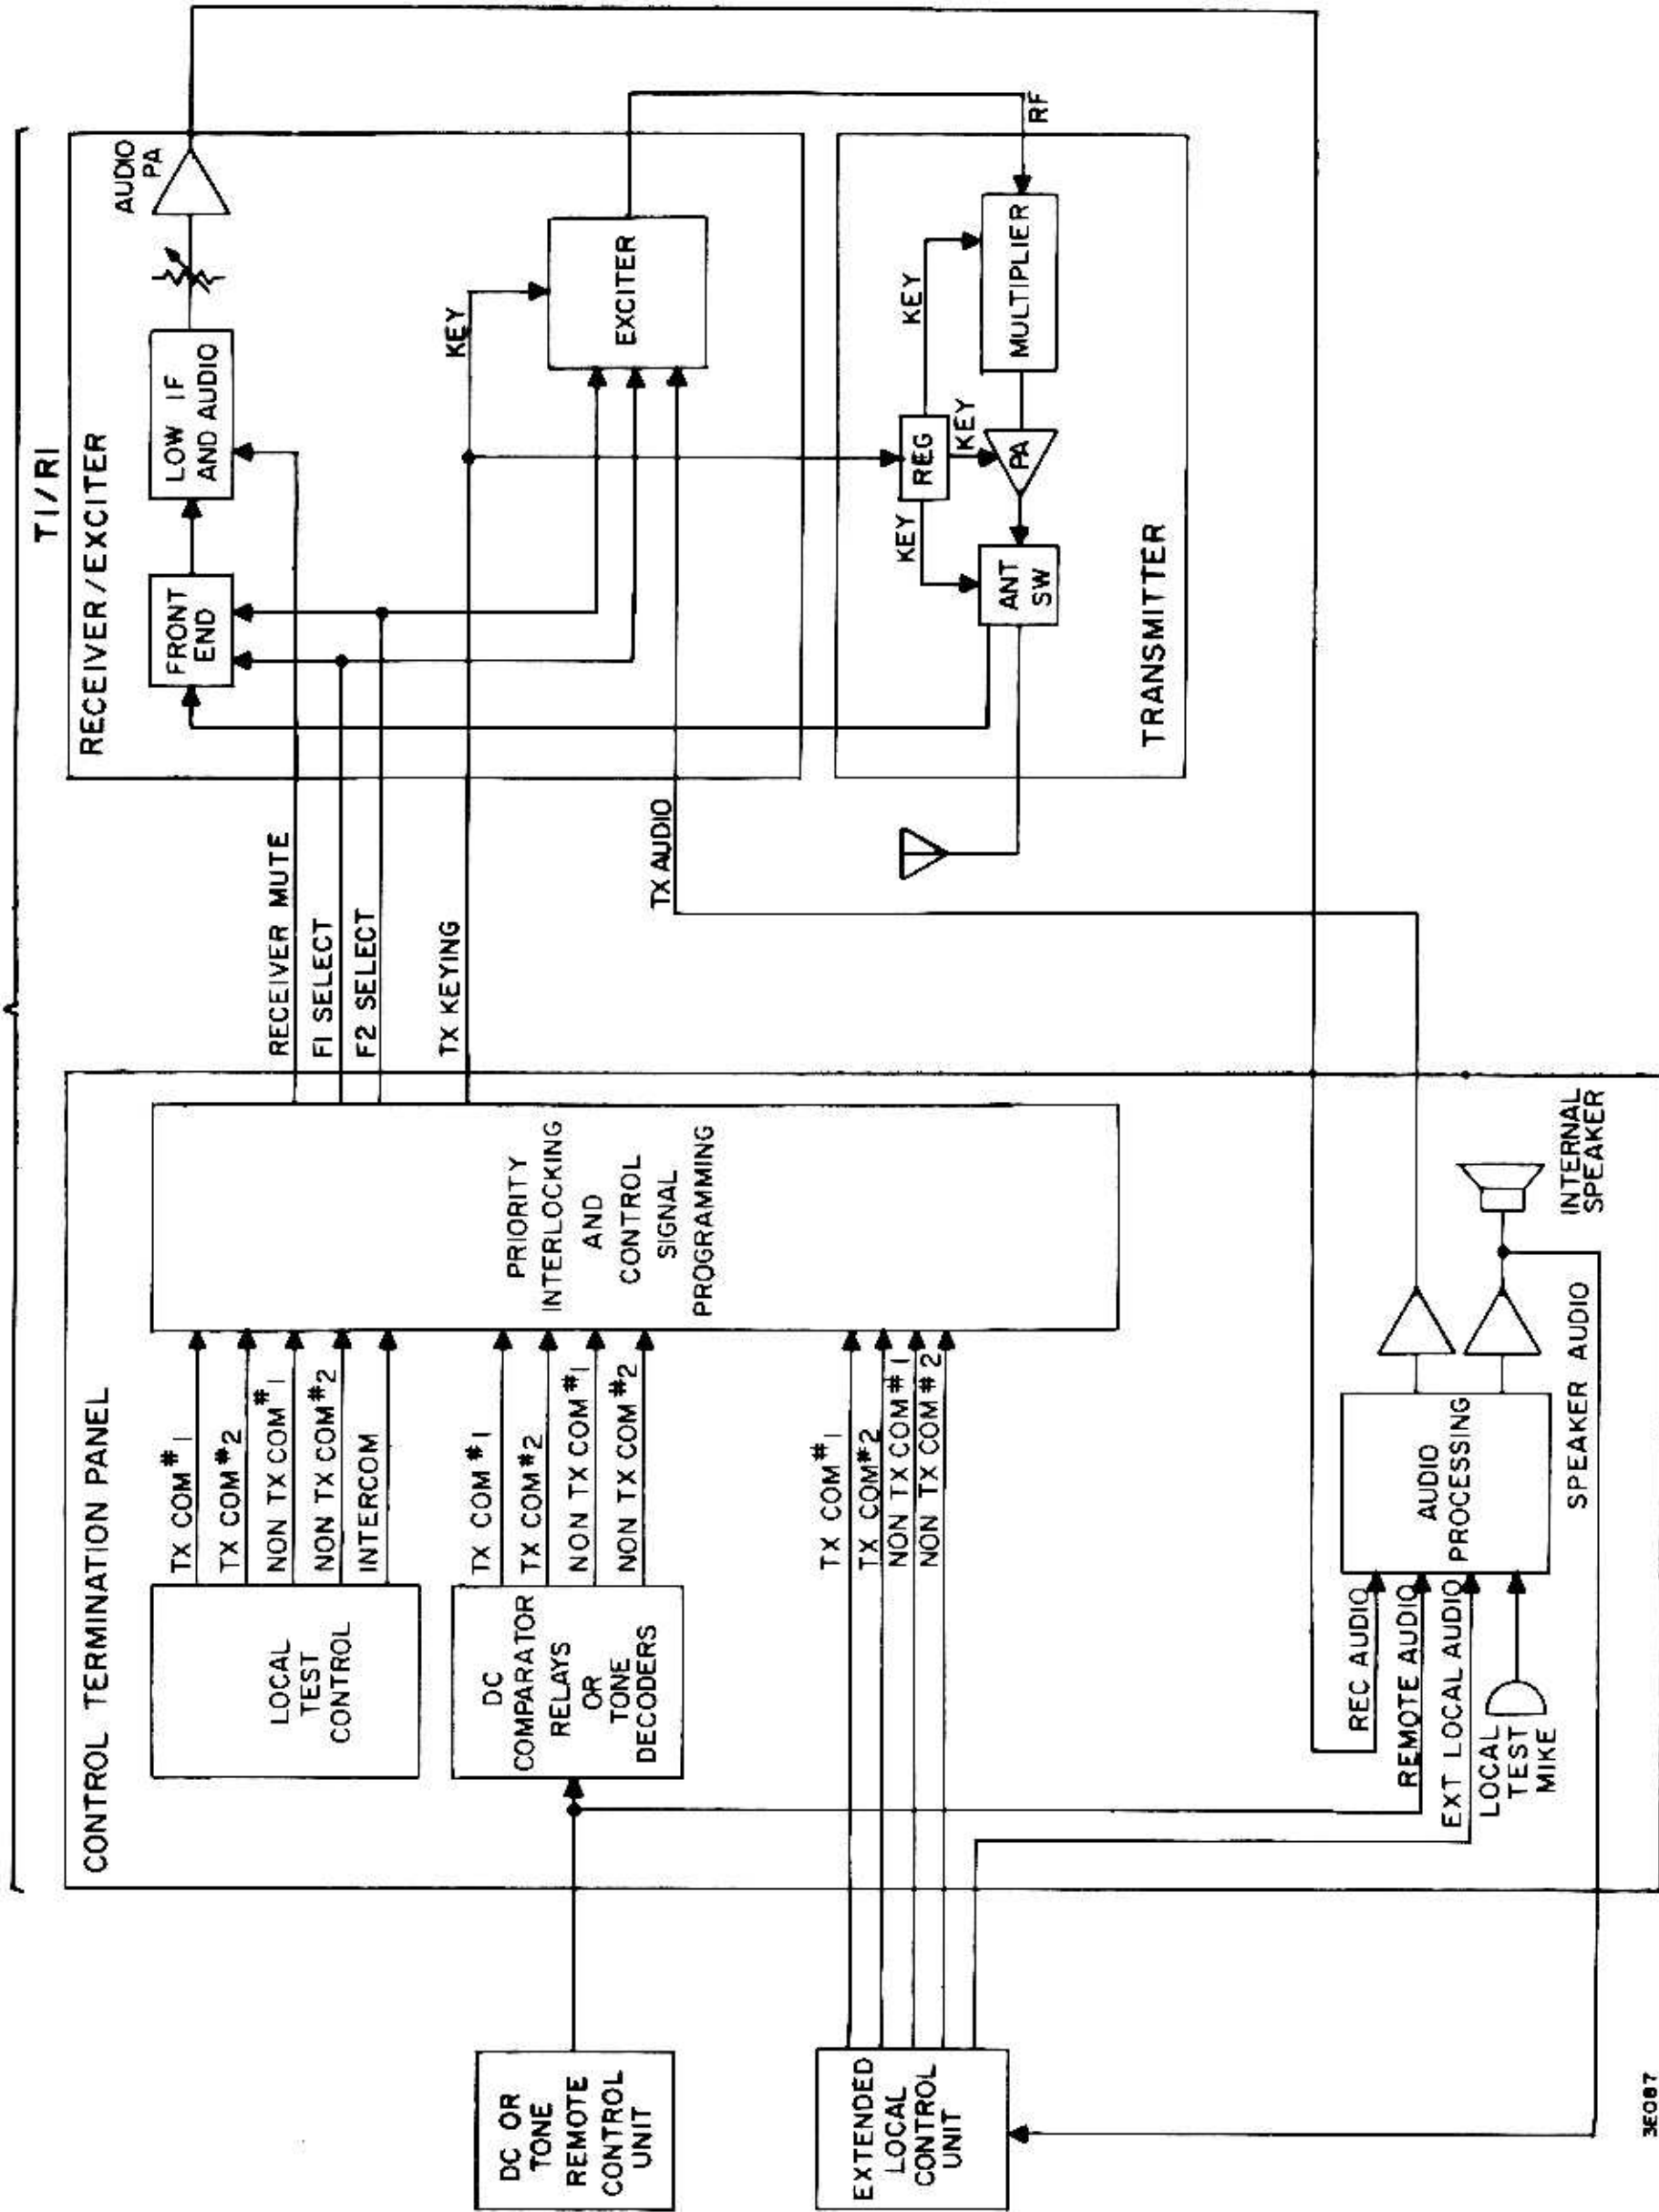 T1/R1
CONTROL TERMINATION PANEL
LOCAL
TEST
CONTROL
TX COM #1
TX COM #2
NON TX COM #1
NON TX COM #2
INTERCOM
DC
COMPARATOR
RELAYS
OR
TONE
DECODERS
TX COM #1
TX COM #2
NON TX COM #1
NON TX COM #2
PRIORITY
INTERLOCKING
AND
CONTROL
SIGNAL
PROGRAMMING
RECEIVER MUTE
F1 SELECT
F2 SELECT
TX KEYING
RECEIVER/EXCITER
FRONT
END
LOW IF
AND AUDIO
AUDIO
PA
KEY
EXCITER
TX AUDIO
DC OR
TONE
REMOTE
CONTROL
UNIT
EXTENDED
LOCAL
CONTROL
UNIT
TX COM #1
TX COM #2
NON TX COM #1
NON TX COM #2
KEY
REG
KEY
KEY
ANT
SW
PA
MULTIPLIER
RF
TRANSMITTER
REC AUDIO
REMOTE AUDIO
EXT LOCAL AUDIO
LOCAL
TEST
MIKE
AUDIO
PROCESSING
SPEAKER AUDIO
INTERNAL
SPEAKER
3E087